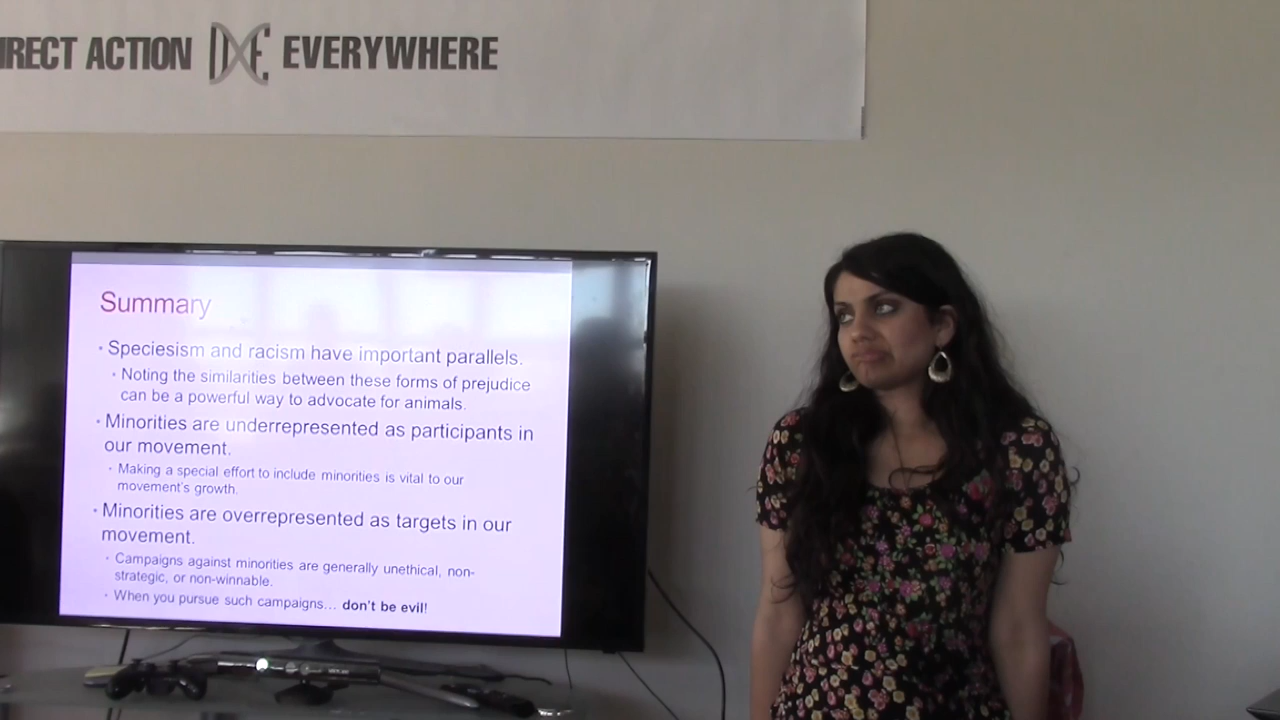 IRECT ACTION DXE EVERYWHERE
Summary
• Speciesism and racism have important parallels.
• Noting the similarities between these forms of prejudice
can be a powerful way to advocate for animals.
• Minorities are underrepresented as participants in
our movement.
• Making a special effort to include minorities is vital to our
movement's growth.
• Minorities are overrepresented as targets in our
movement.
• Campaigns against minorities are generally unethical, non-
strategic, or non-winnable.
• When you pursue such campaigns... don't be evil!